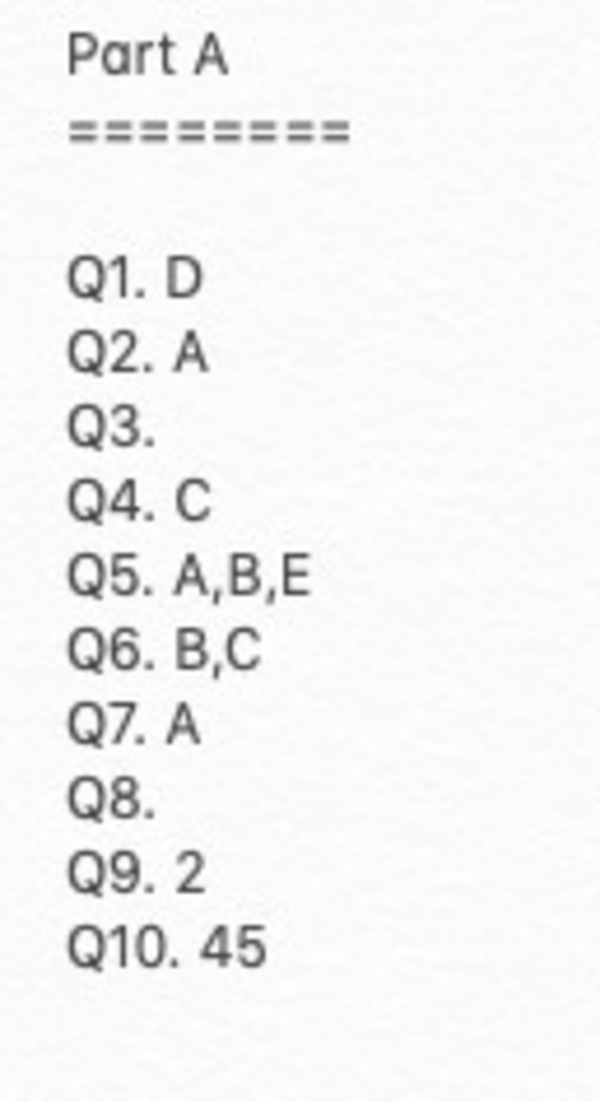 Part A
========
Q1. D
Q2. A
Q3.
Q4. C
Q5. A,B,E
Q6. B,C
Q7. A
Q8.
Q9. 2
Q10. 45